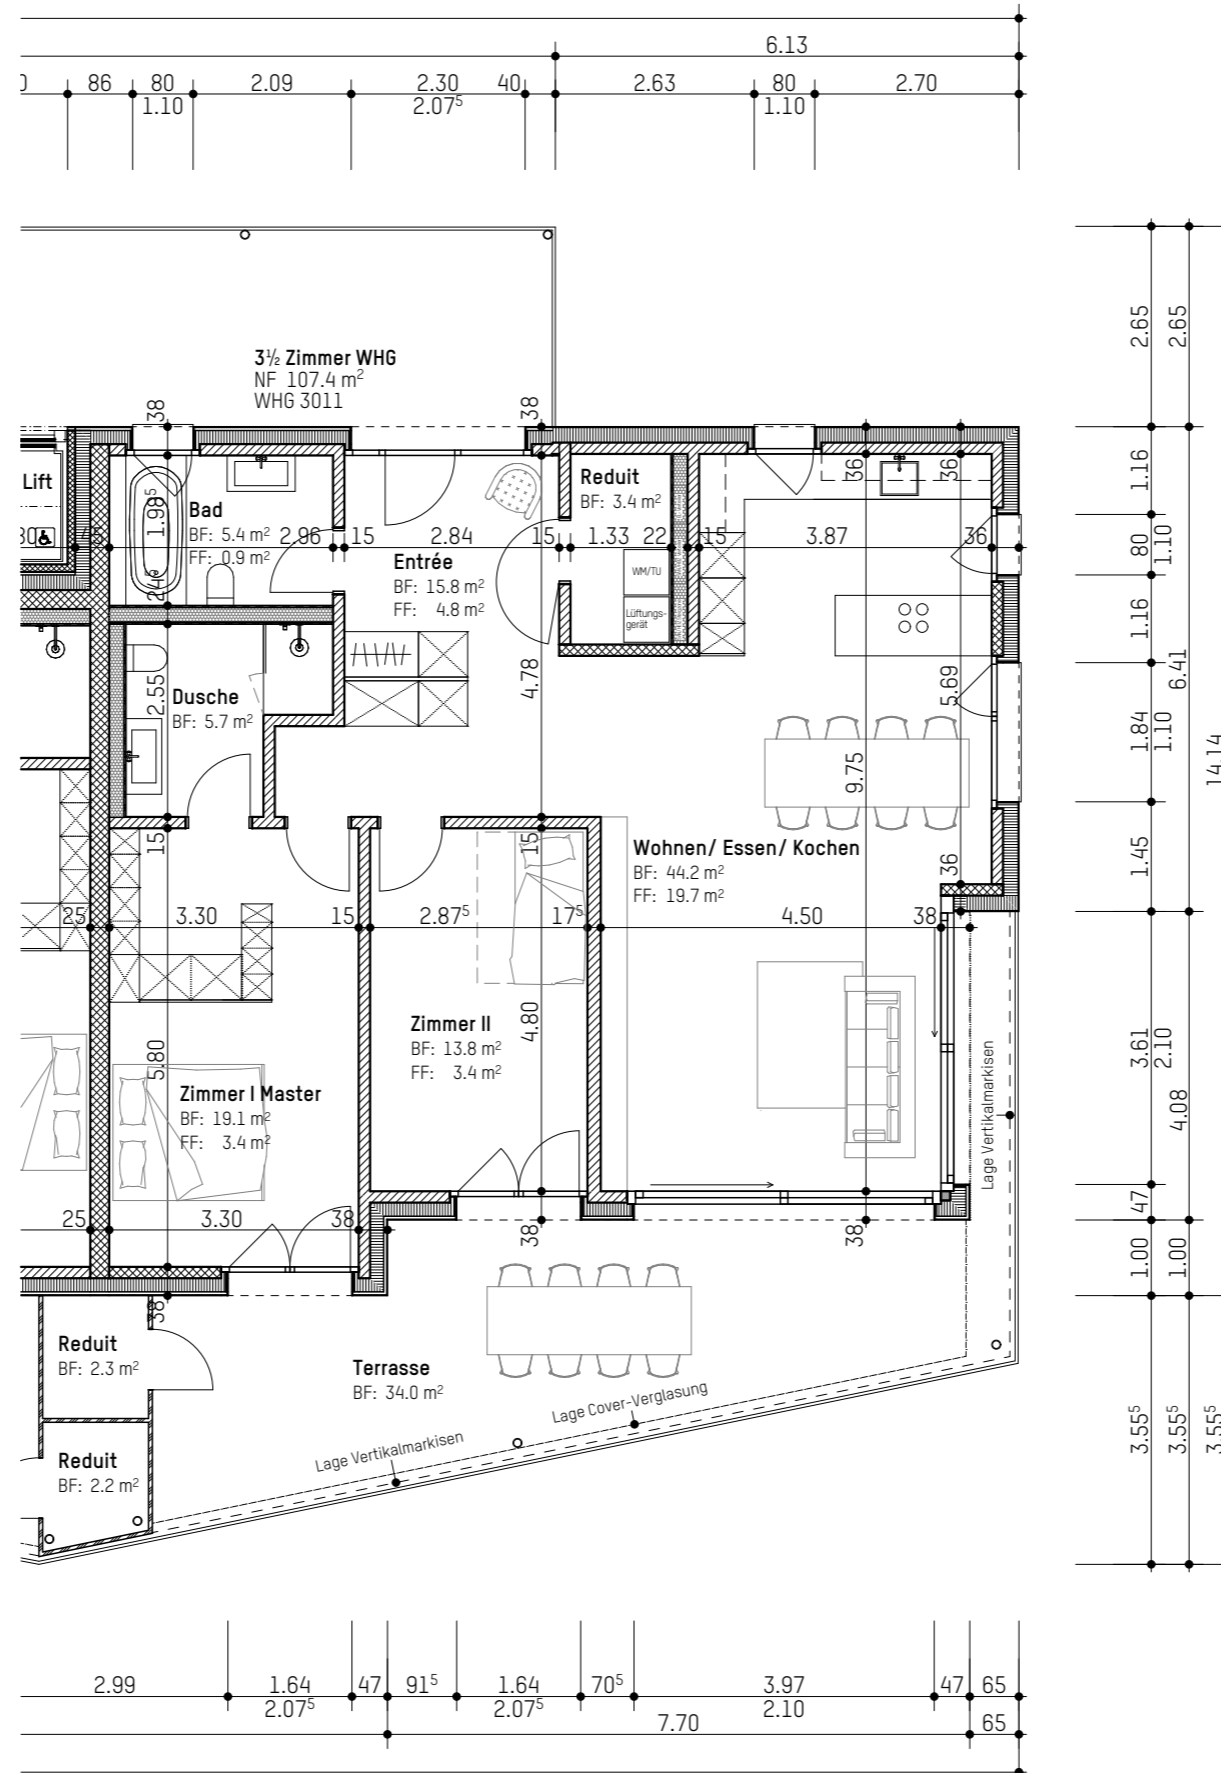 6.13
86 80 2.09 2.30 40 2.63 80 2.70
1.10 2.07⁵ 1.10
2.65 2.65
3½ Zimmer WHG
NF 107.4 m²
WHG 3011
38 38
Lift
Bad
BF: 5.4 m²
FF: 0.9 m²
1.98⁵
24⁵
Reduit
BF: 3.4 m²
36 36
1.16
2.96 15 2.84 15 1.33 22 15 3.87 36
80 1.10
Entrée
BF: 15.8 m²
FF: 4.8 m²
WM/TU
Lüftungs-
gerät
1.16
6.41
Dusche
BF: 5.7 m²
2.55
4.78
5.69
1.84 1.10
9.75
14.14
15 15
Wohnen/ Essen/ Kochen
BF: 44.2 m²
FF: 19.7 m²
36
1.45
25 3.30 15 2.87⁵ 17⁵ 4.50 38
Zimmer II
BF: 13.8 m²
FF: 3.4 m²
4.80
5.80
Zimmer I Master
BF: 19.1 m²
FF: 3.4 m²
Lage Vertikalmarkisen
3.61 2.10
4.08
25 3.30 38
38 38
47
1.00 1.00
38
Reduit
BF: 2.3 m²
Terrasse
BF: 34.0 m²
Lage Cover-Verglasung
Lage Vertikalmarkisen
Reduit
BF: 2.2 m²
3.55⁵ 3.55⁵ 3.55⁵
2.99 1.64 47 91⁵ 1.64 70⁵ 3.97 47 65
2.07⁵ 2.07⁵ 2.10
7.70 65